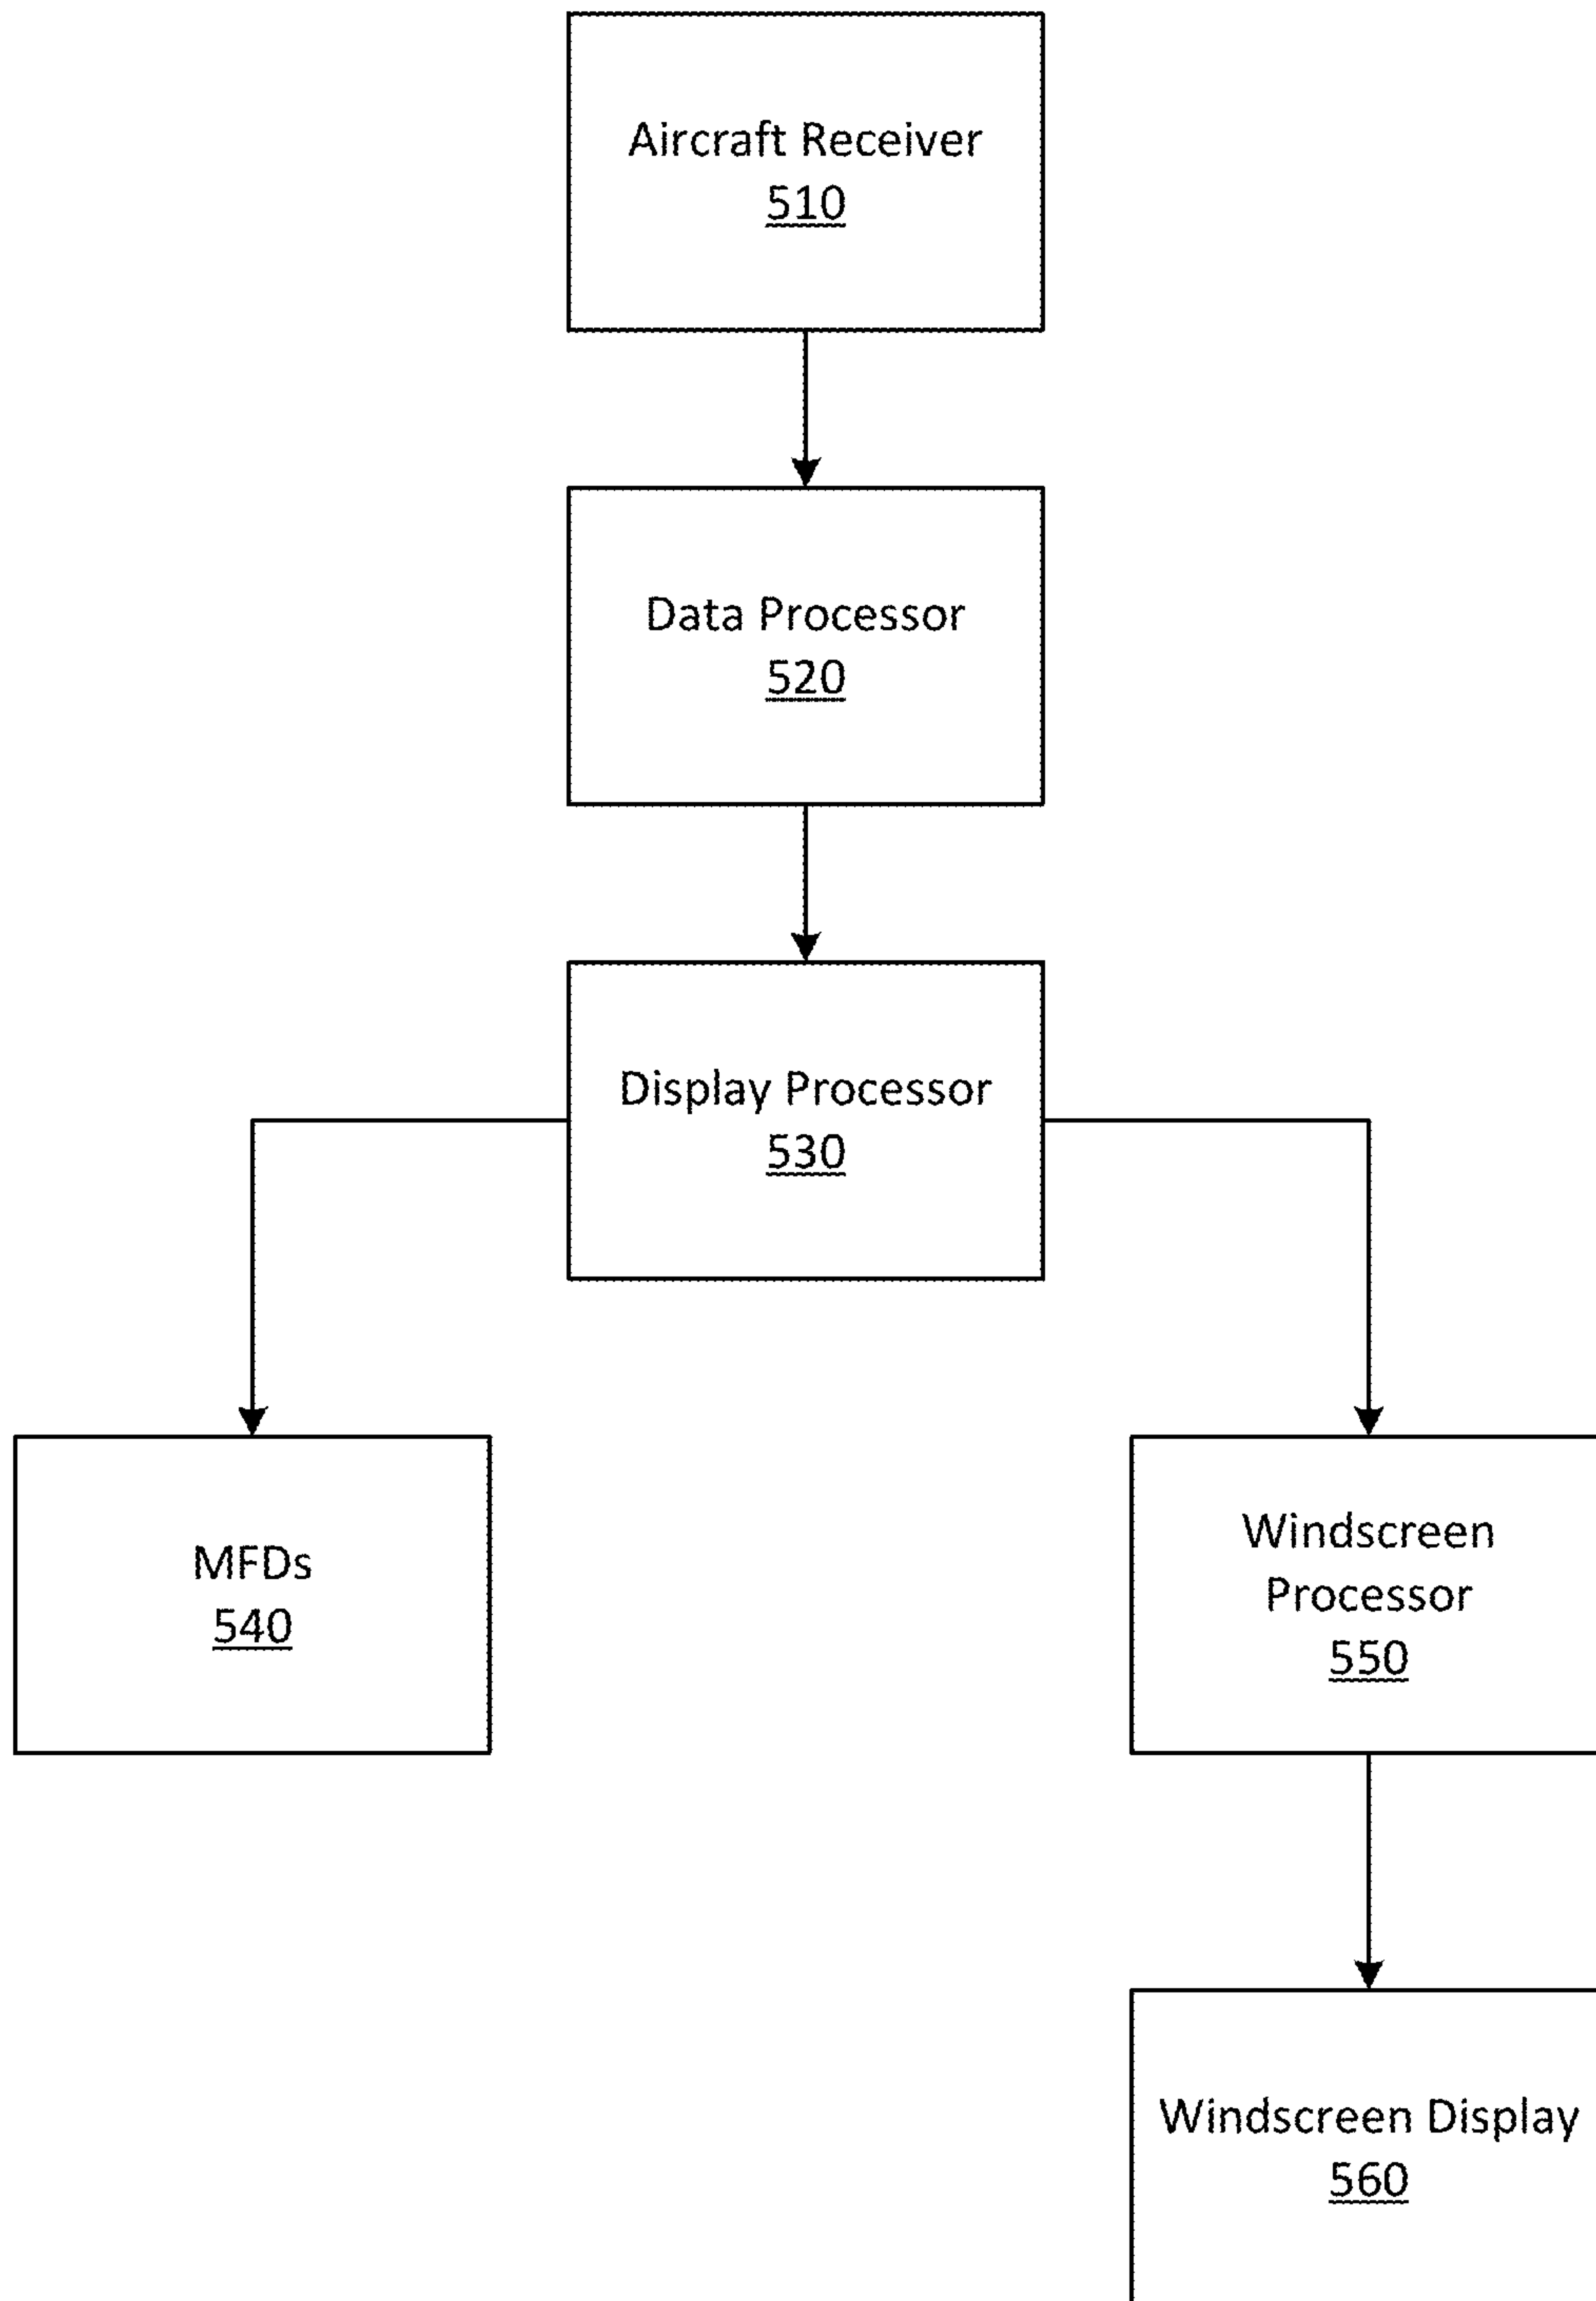 Aircraft Receiver
510
Data Processor
520
Display Processor
530
MFDs
540
Windscreen
Processor
550
Windscreen Display
560